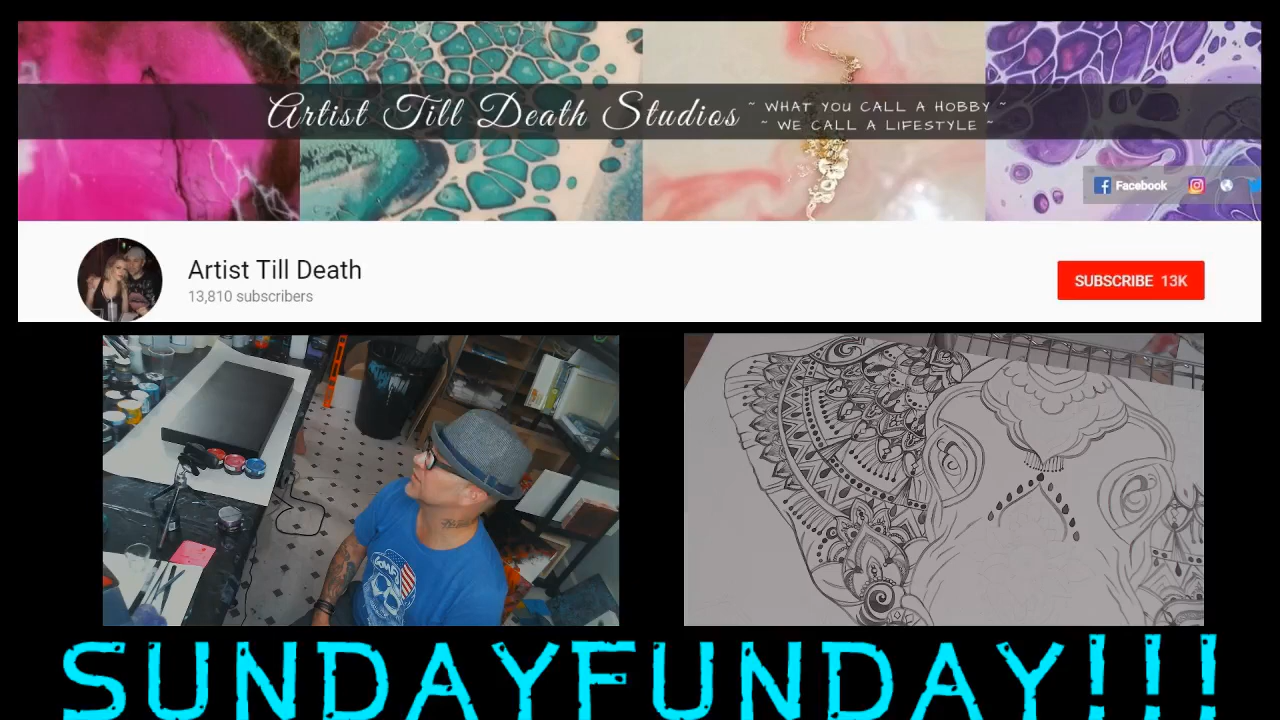 Artist Till Death Studios
~ WHAT YOU CALL A HOBBY ~
~ WE CALL A LIFESTYLE ~
Facebook
Artist Till Death
13,810 subscribers
SUBSCRIBE 13K
SUNDAYFUNDAY!!!